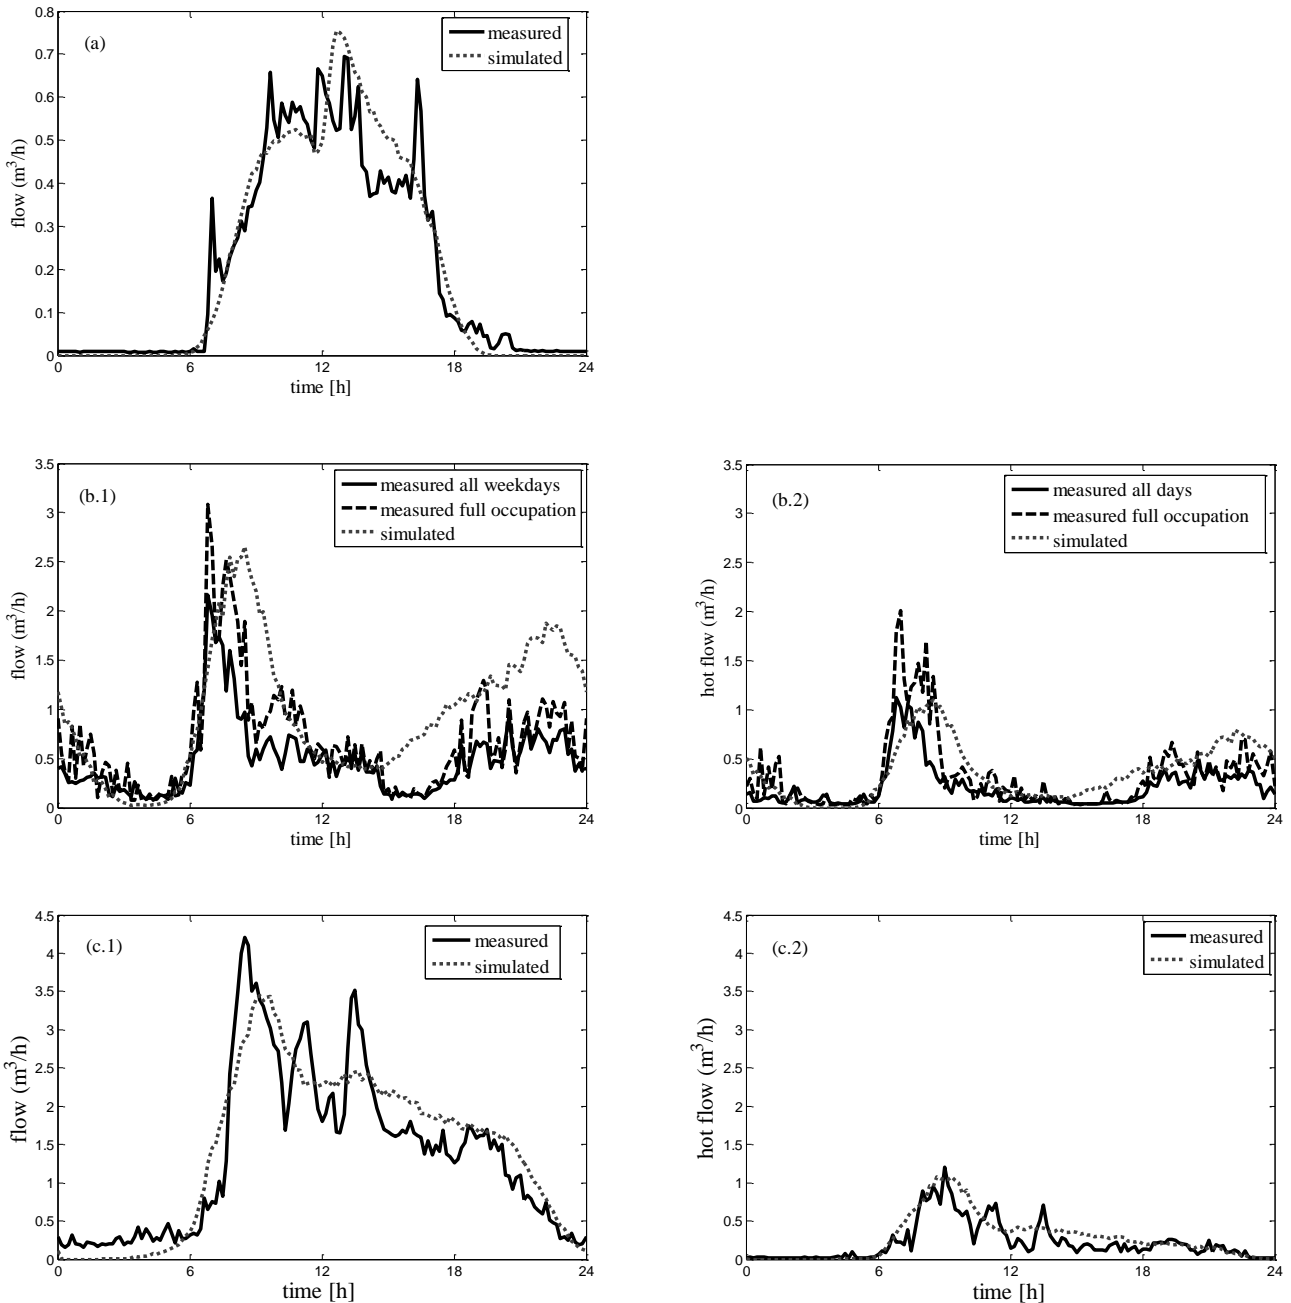 (a)
measured
simulated
0.8
0.7
0.6
0.5
0.4
0.3
0.2
0.1
0
flow (m³/h)
0 6 12 18 24
time [h]
(b.1)
measured all weekdays
measured full occupation
simulated
3.5
3
2.5
2
1.5
1
0.5
0
flow (m³/h)
0 6 12 18 24
time [h]
(b.2)
measured all days
measured full occupation
simulated
3.5
3
2.5
2
1.5
1
0.5
0
hot flow (m³/h)
0 6 12 18 24
time [h]
(c.1)
measured
simulated
4.5
4
3.5
3
2.5
2
1.5
1
0.5
0
flow (m³/h)
0 6 12 18 24
time [h]
(c.2)
measured
simulated
4.5
4
3.5
3
2.5
2
1.5
1
0.5
0
hot flow (m³/h)
0 6 12 18 24
time [h]